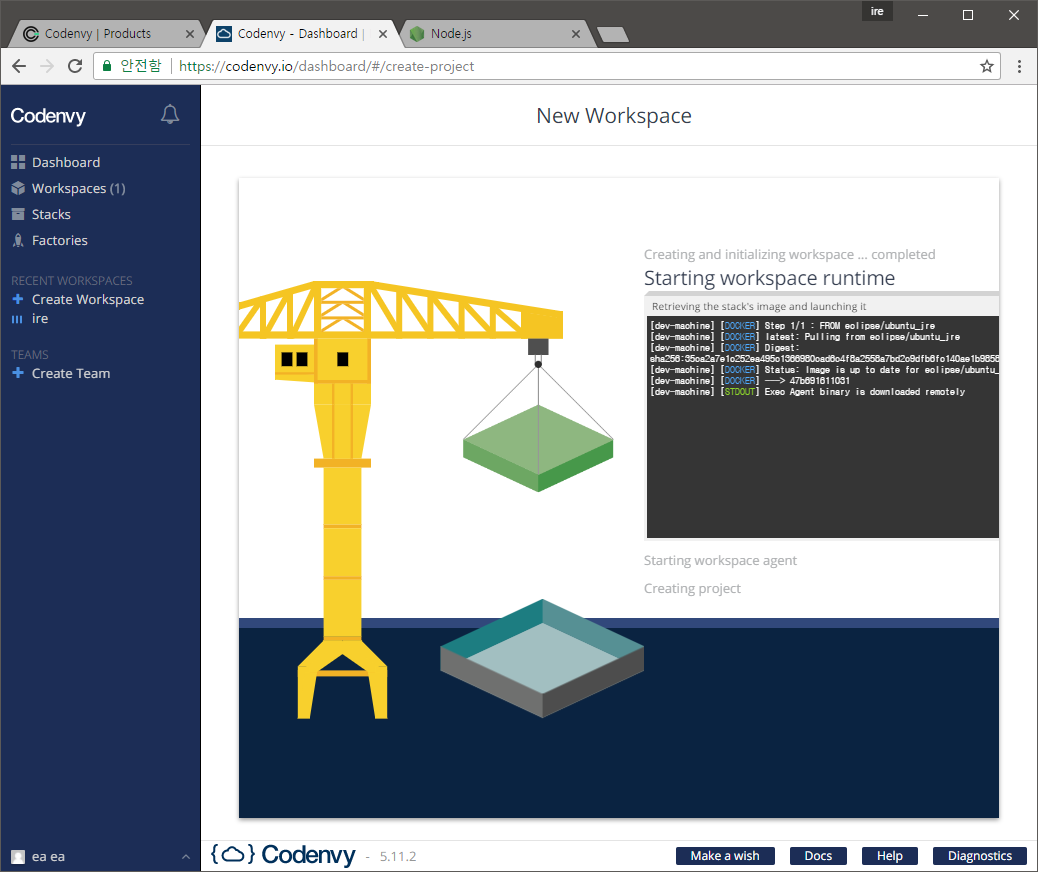 ire
Codenvy | Products
Codenvy - Dashboard |
Node.js
안전함
https://codenvy.io/dashboard/#/create-project
Codenvy
New Workspace
Dashboard
Workspaces (1)
Stacks
Factories
RECENT WORKSPACES
Create Workspace
ire
TEAMS
Create Team
Creating and initializing workspace ... completed
Starting workspace runtime
Retrieving the stack's image and launching it
[dev-machine] [DOCKER] Step 1/1 : FROM eclipse/ubuntu_jre
[dev-machine] [DOCKER] latest: Pulling from eclipse/ubuntu_jre
[dev-machine] [DOCKER] Digest:
[dev-machine] [DOCKER] Status: Image is up to date for eclipse/ubuntu_
[dev-machine] [DOCKER] ---> 47b691611031
[dev-machine] [STDOUT] Exec Agent binary is downloaded remotely
Starting workspace agent
Creating project
ea ea
{ } Codenvy - 5.11.2
Make a wish
Docs
Help
Diagnostics